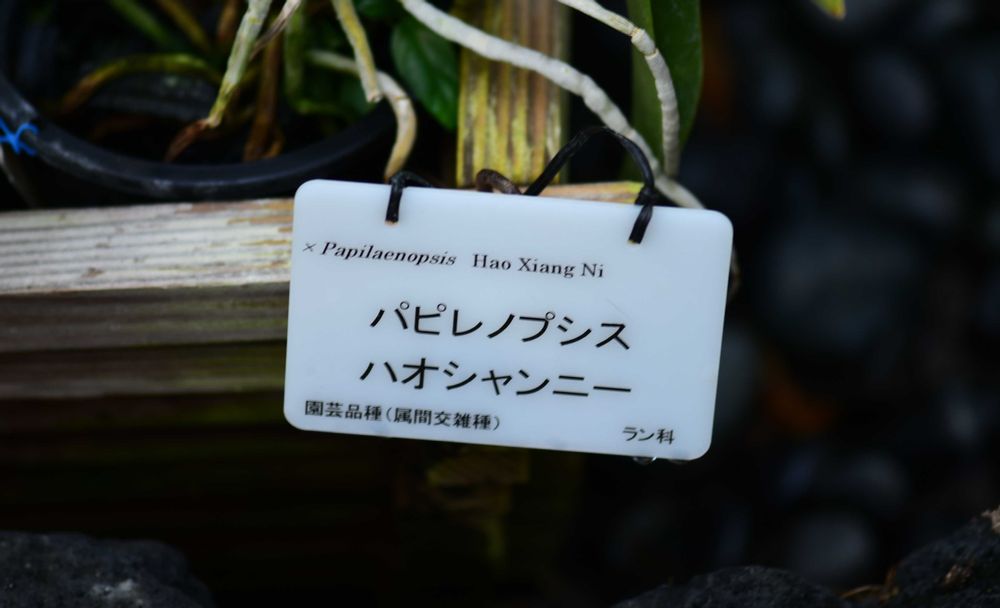 × Papilaenopsis Hao Xiang Ni
パピレノプシス
ハオシャンニー
園芸品種(属間交雑種)
ラン科